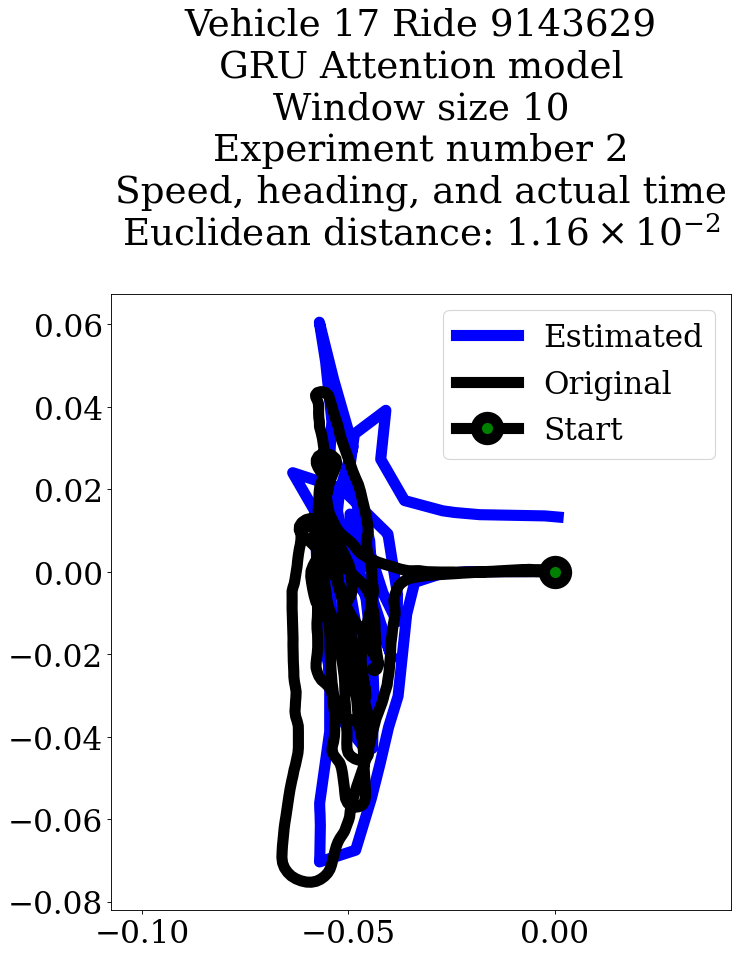 Vehicle 17 Ride 9143629
GRU Attention model
Window size 10
Experiment number 2
Speed, heading, and actual time
Euclidean distance: 1.16 × 10⁻²
Estimated
Original
Start
0.06
0.04
0.02
0.00
−0.02
−0.04
−0.06
−0.08
−0.10
−0.05
0.00